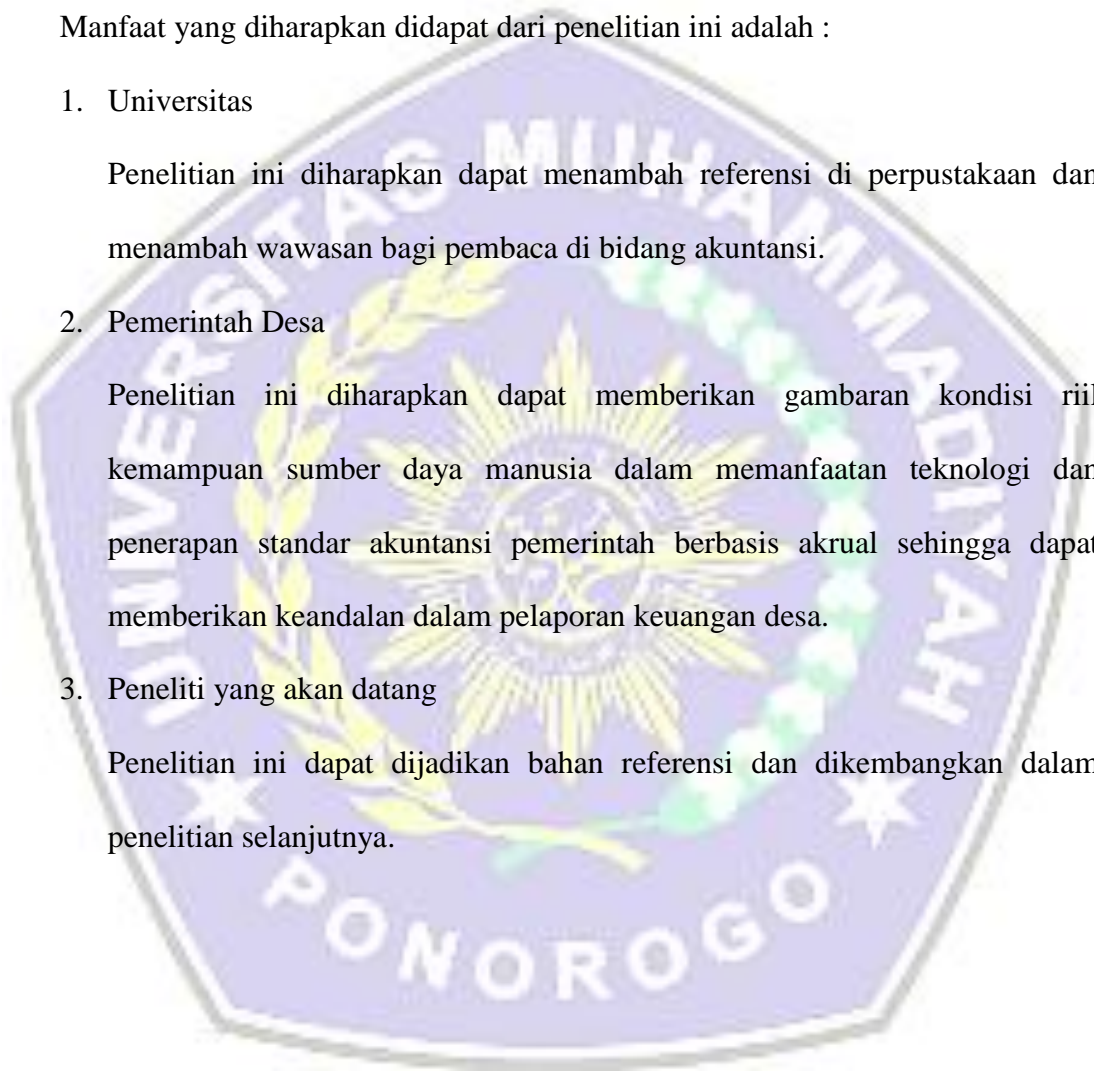 Manfaat yang diharapkan didapat dari penelitian ini adalah :
1. Universitas
Penelitian ini diharapkan dapat menambah referensi di perpustakaan dan
menambah wawasan bagi pembaca di bidang akuntansi.
2. Pemerintah Desa
Penelitian ini diharapkan dapat memberikan gambaran kondisi riil
kemampuan sumber daya manusia dalam memanfaatan teknologi dan
penerapan standar akuntansi pemerintah berbasis akrual sehingga dapat
memberikan keandalan dalam pelaporan keuangan desa.
3. Peneliti yang akan datang
Penelitian ini dapat dijadikan bahan referensi dan dikembangkan dalam
penelitian selanjutnya.
UNIVERSITAS MUHAMMADIYAH
PONOROGO